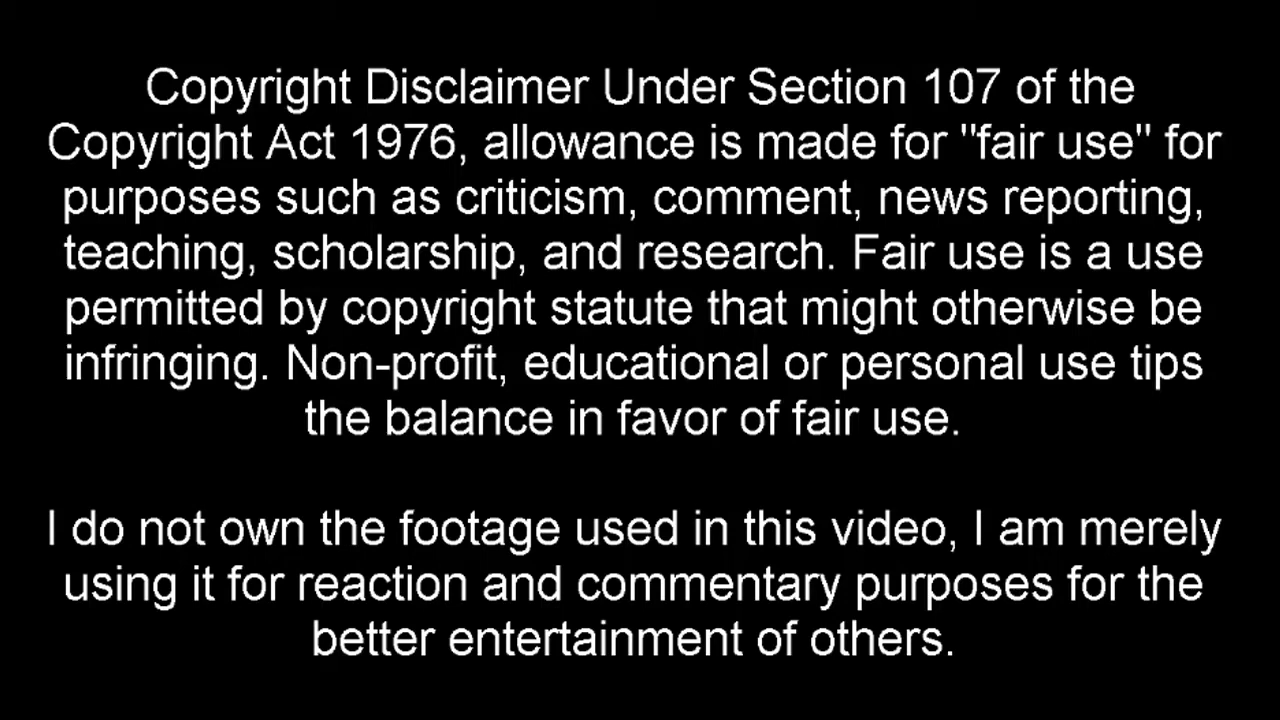 Copyright Disclaimer Under Section 107 of the
Copyright Act 1976, allowance is made for "fair use" for
purposes such as criticism, comment, news reporting,
teaching, scholarship, and research. Fair use is a use
permitted by copyright statute that might otherwise be
infringing. Non-profit, educational or personal use tips
the balance in favor of fair use.
I do not own the footage used in this video, I am merely
using it for reaction and commentary purposes for the
better entertainment of others.